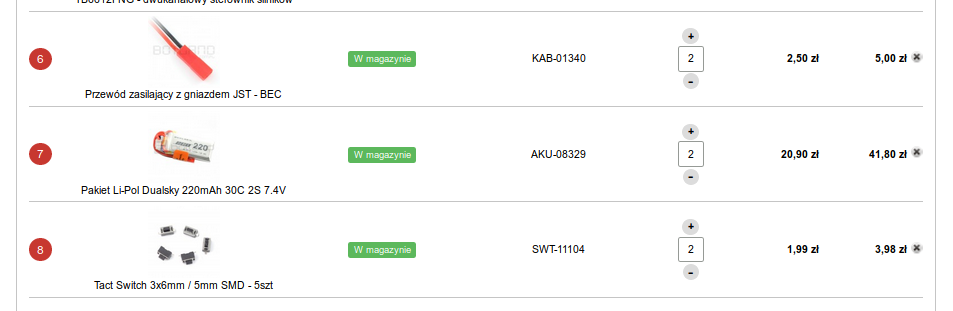 TB6612FNG - dwukanałowy sterownik silników
6
W magazynie
KAB-01340
+
2
-
2,50 zł
5,00 zł
Przewód zasilający z gniazdem JST - BEC
7
W magazynie
AKU-08329
+
2
-
20,90 zł
41,80 zł
Pakiet Li-Pol Dualsky 220mAh 30C 2S 7.4V
8
W magazynie
SWT-11104
+
2
-
1,99 zł
3,98 zł
Tact Switch 3x6mm / 5mm SMD - 5szt